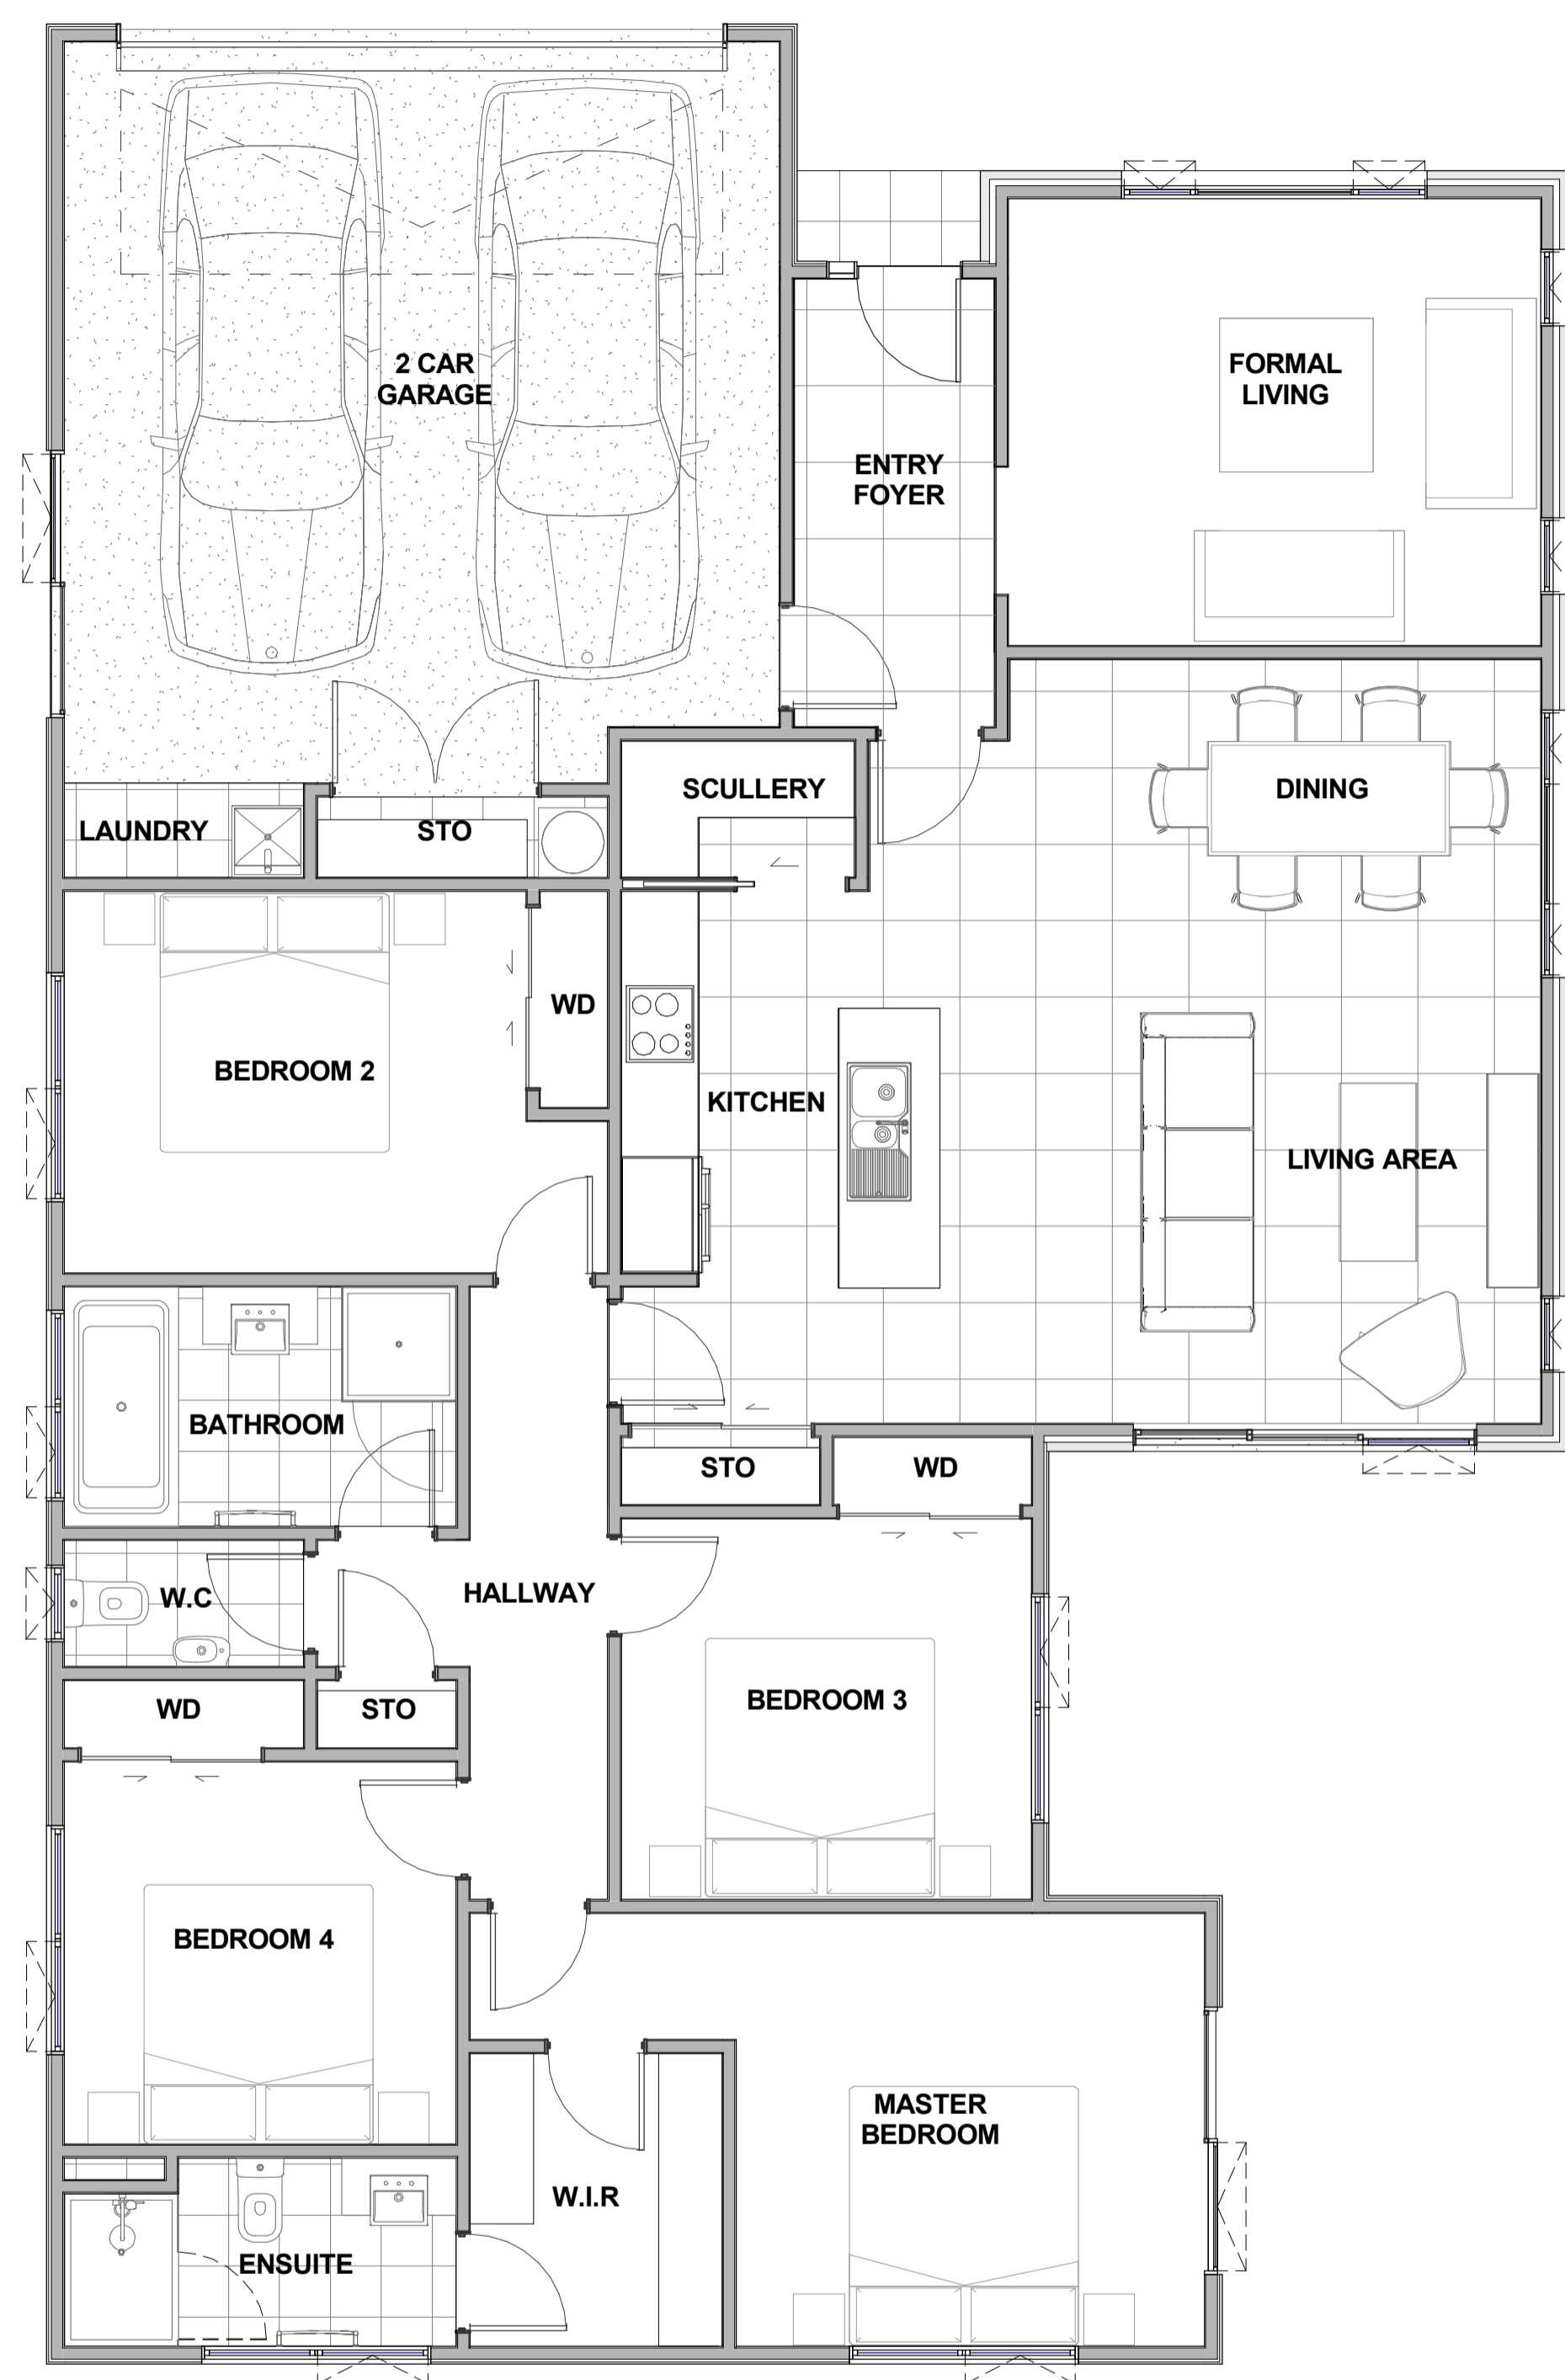 2 CAR
GARAGE
FORMAL
LIVING
ENTRY
FOYER
SCULLERY
DINING
LAUNDRY
STO
WD
BEDROOM 2
KITCHEN
LIVING AREA
BATHROOM
STO
WD
W.C
HALLWAY
WD
STO
BEDROOM 3
BEDROOM 4
MASTER
BEDROOM
W.I.R
ENSUITE